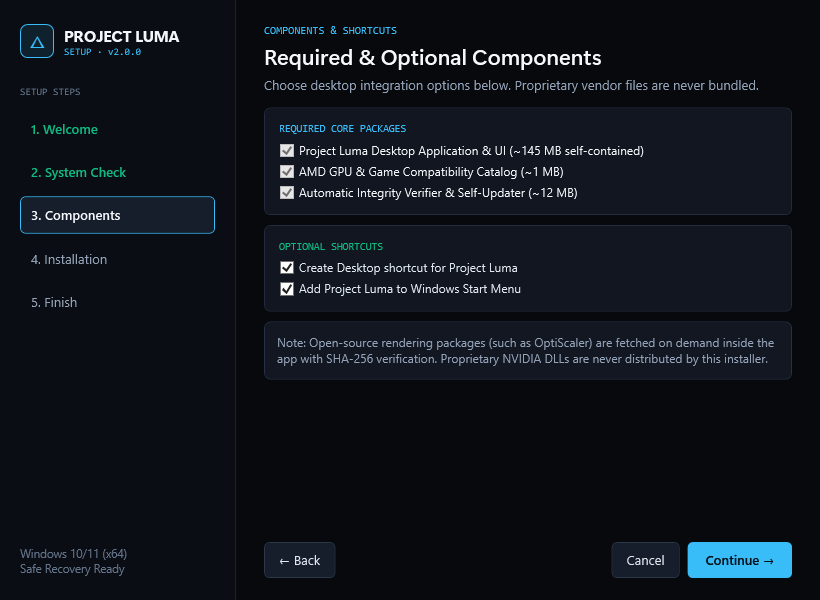 PROJECT LUMA
SETUP · v2.0.0
SETUP STEPS
1. Welcome
2. System Check
3. Components
4. Installation
5. Finish
Windows 10/11 (x64)
Safe Recovery Ready
COMPONENTS & SHORTCUTS
Required & Optional Components
Choose desktop integration options below. Proprietary vendor files are never bundled.
REQUIRED CORE PACKAGES
Project Luma Desktop Application & UI (~145 MB self-contained)
AMD GPU & Game Compatibility Catalog (~1 MB)
Automatic Integrity Verifier & Self-Updater (~12 MB)
OPTIONAL SHORTCUTS
Create Desktop shortcut for Project Luma
Add Project Luma to Windows Start Menu
Note: Open-source rendering packages (such as OptiScaler) are fetched on demand inside the
app with SHA-256 verification. Proprietary NVIDIA DLLs are never distributed by this installer.
← Back
Cancel
Continue →